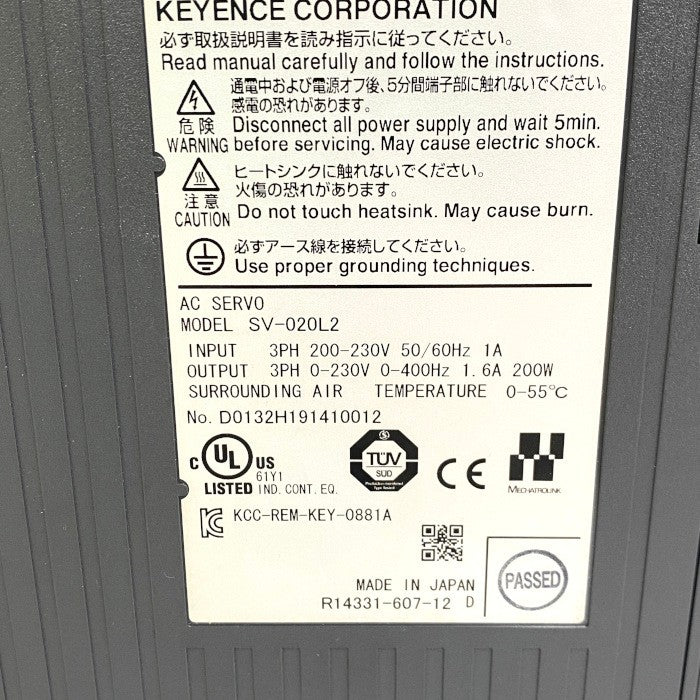 KEYENCE CORPORATION
必ず取扱説明書を読み指示に従ってください。
Read manual carefully and follow the instructions.
通電中および電源オフ後、5分間端子部に触れないでください。
感電の恐れがあります。
危険
Disconnect all power supply and wait 5min.
WARNING before servicing. May cause electric shock.
ヒートシンクに触れないでください。
火傷の恐れがあります。
注意
CAUTION Do not touch heatsink. May cause burn.
必ずアース線を接続してください。
Use proper grounding techniques.
AC SERVO
MODEL SV-020L2
INPUT 3PH 200-230V 50/60Hz 1A
OUTPUT 3PH 0-230V 0-400Hz 1.6A 200W
SURROUNDING AIR TEMPERATURE 0-55℃
No. D0132H191410012
C UL US
61Y1
LISTED IND. CONT. EQ.
TÜV
SÜD
CE
MECHATROLINK
KCC-REM-KEY-0881A
PASSED
MADE IN JAPAN
R14331-607-12 D